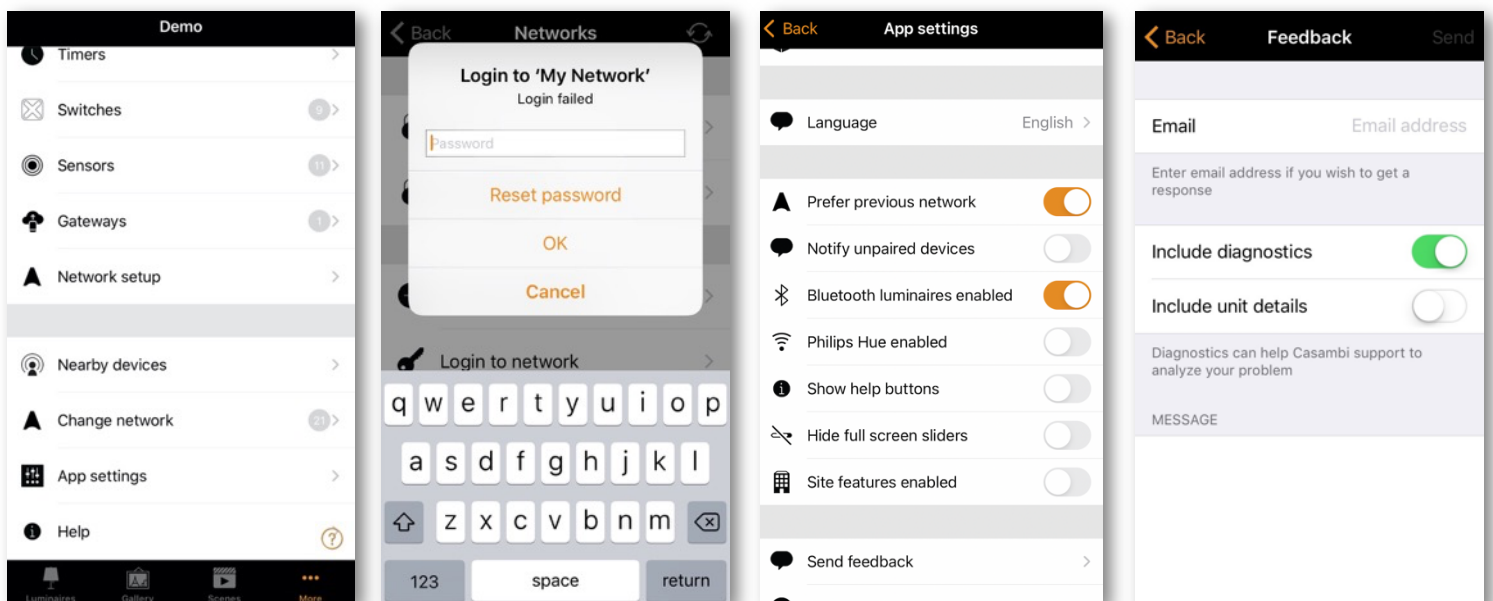 Demo
Timers
Switches 9
Sensors 11
Gateways 1
Network setup
Nearby devices
Change network 21
App settings
Help ?
Luminaires Gallery Scenes More
Back Networks
Login to ‘My Network’
Login failed
Password
Reset password
OK
Cancel
Login to network
q w e r t y u i o p
a s d f g h j k l
z x c v b n m
123 space return
Back App settings
Language English
Prefer previous network
Notify unpaired devices
Bluetooth luminaires enabled
Philips Hue enabled
Show help buttons
Hide full screen sliders
Site features enabled
Send feedback
Back Feedback Send
Email Email address
Enter email address if you wish to get a
response
Include diagnostics
Include unit details
Diagnostics can help Casambi support to
analyze your problem
MESSAGE